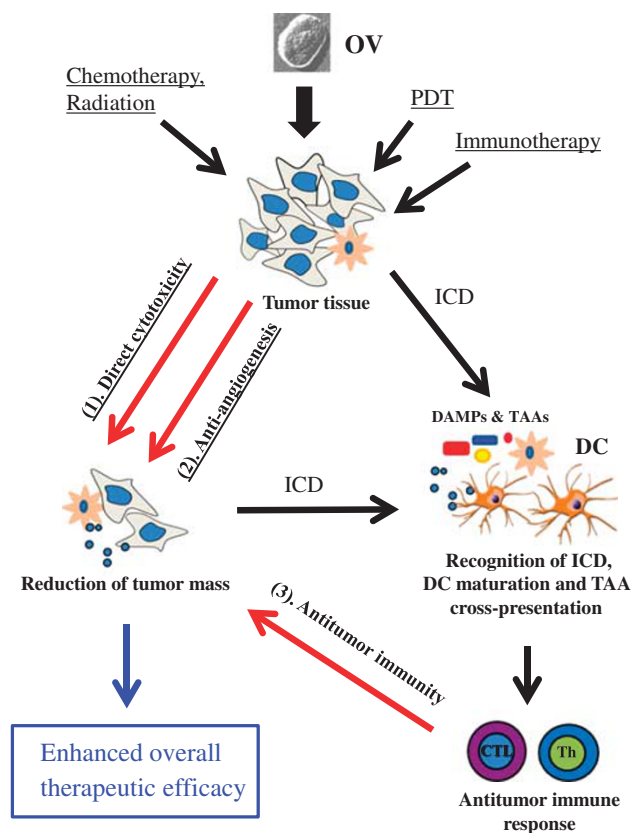 OV
Chemotherapy,
Radiation
PDT
Immunotherapy
Tumor tissue
ICD
(1). Direct cytotoxicity
(2). Anti-angiogenesis
DAMPs & TAAs
DC
ICD
Reduction of tumor mass
Recognition of ICD,
DC maturation and TAA
cross-presentation
(3). Antitumor immunity
Enhanced overall
therapeutic efficacy
CTL
Th
Antitumor immune
response